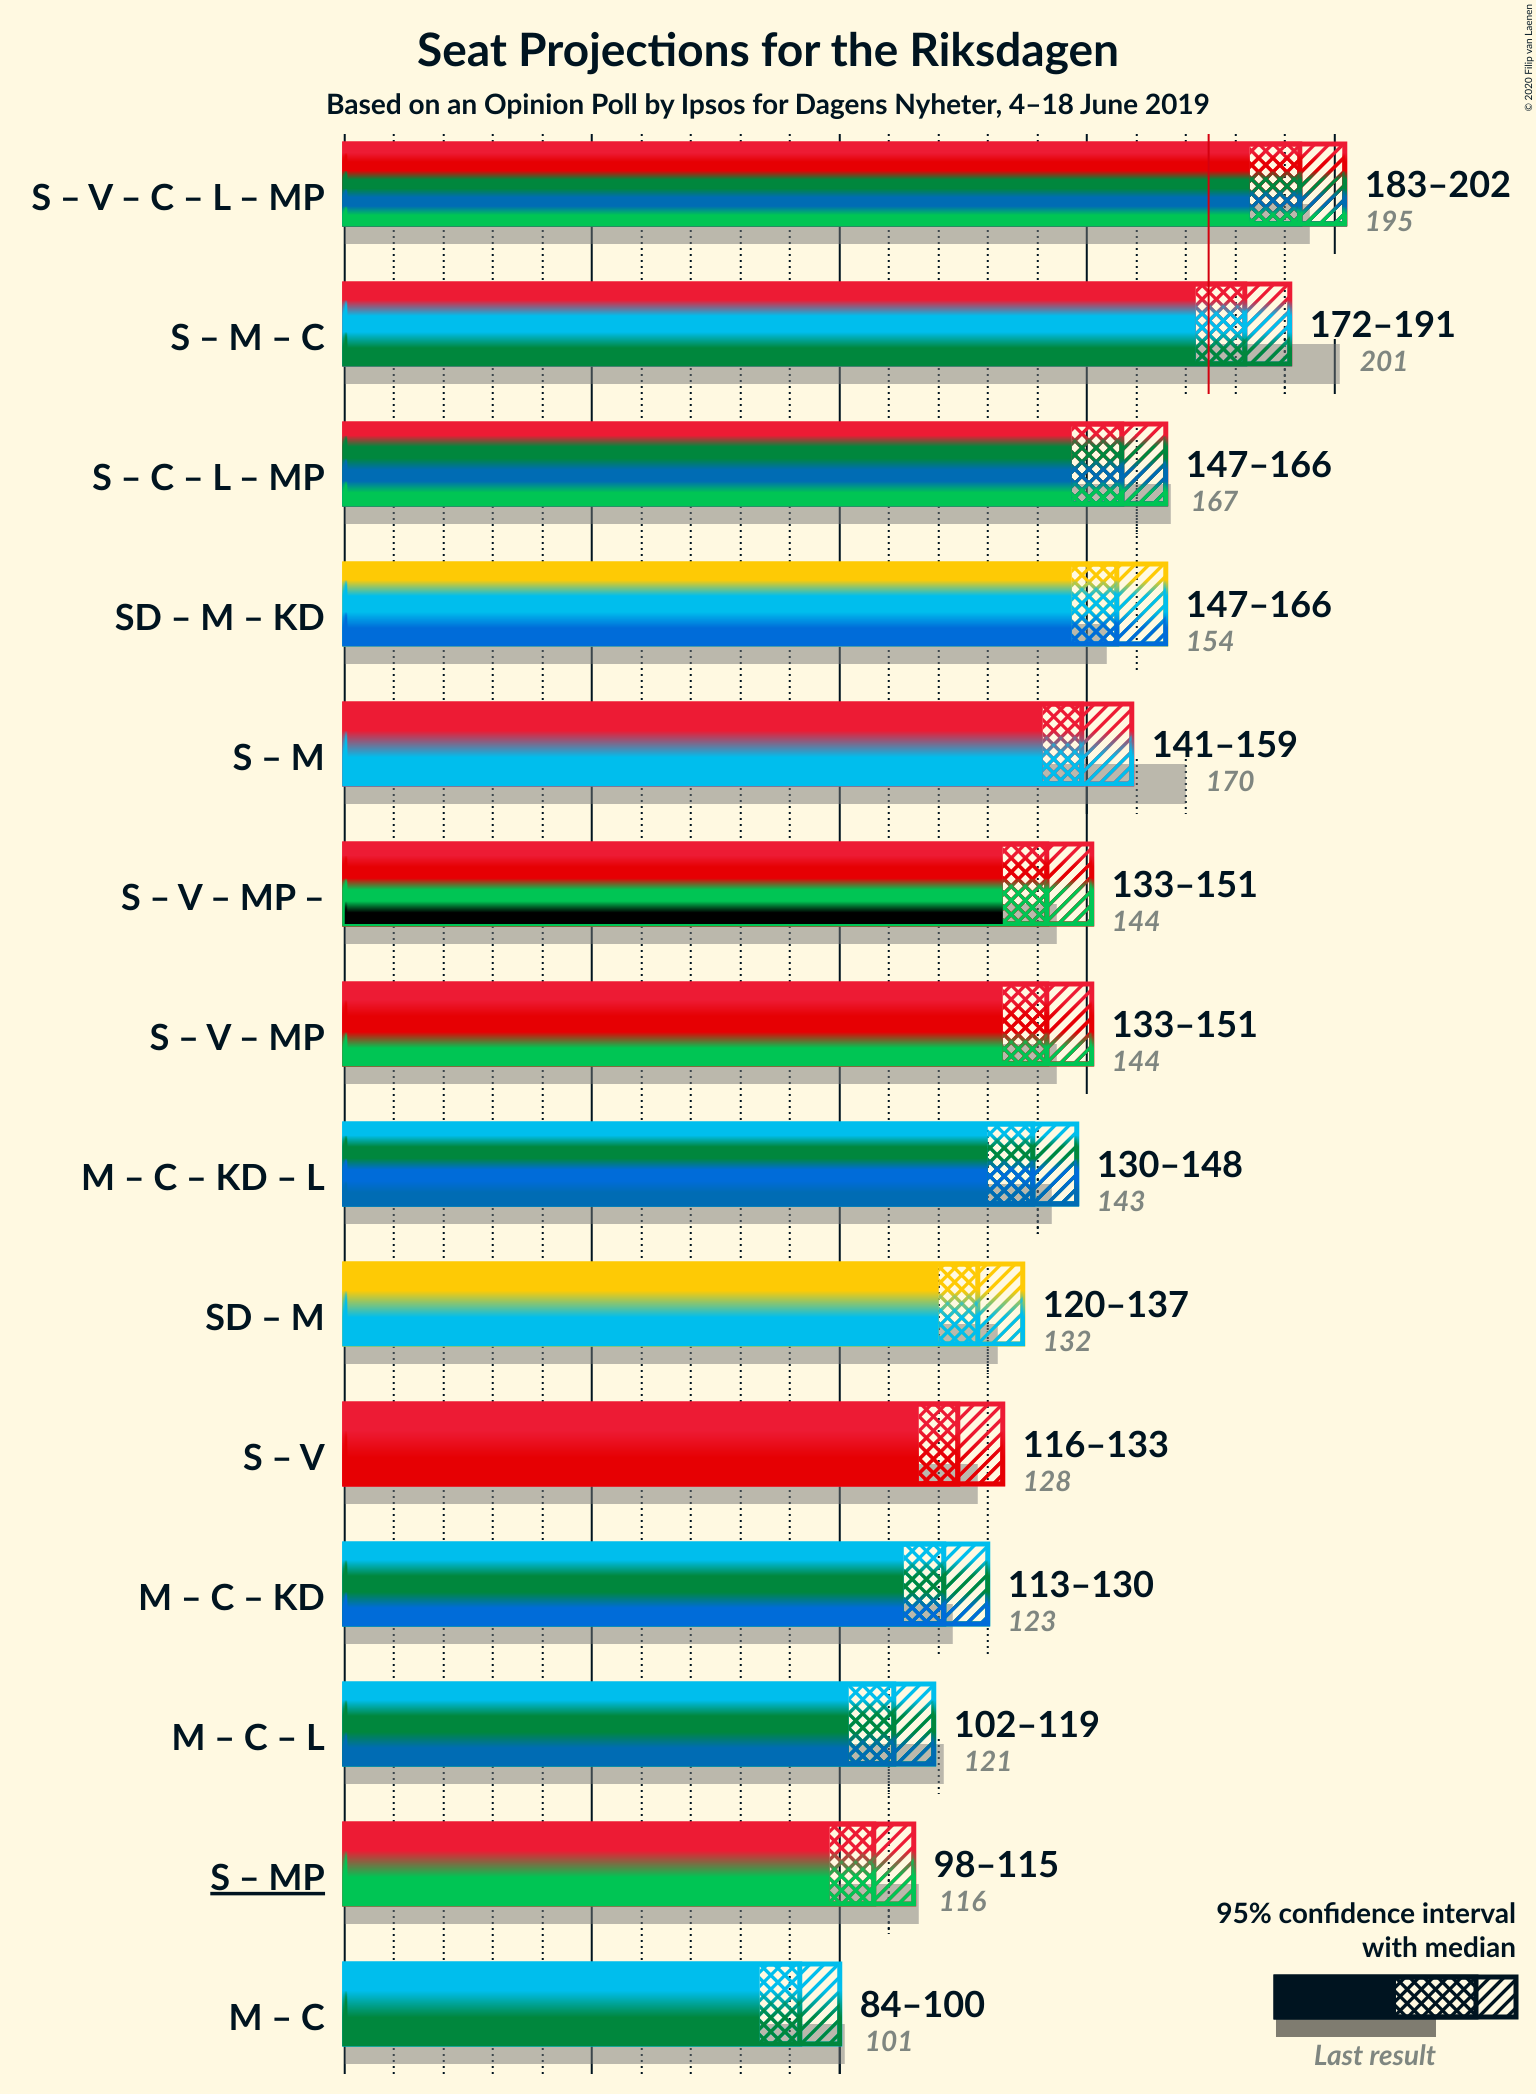 Seat Projections for the Riksdagen
Based on an Opinion Poll by Ipsos for Dagens Nyheter, 4–18 June 2019
© 2020 Filip van Laenen
S – V – C – L – MP
183–202
195
S – M – C
172–191
201
S – C – L – MP
147–166
167
SD – M – KD
147–166
154
S – M
141–159
170
S – V – MP –
133–151
144
S – V – MP
133–151
144
M – C – KD – L
130–148
143
SD – M
120–137
132
S – V
116–133
128
M – C – KD
113–130
123
M – C – L
102–119
121
S – MP
98–115
116
M – C
84–100
101
95% confidence interval
with median
Last result